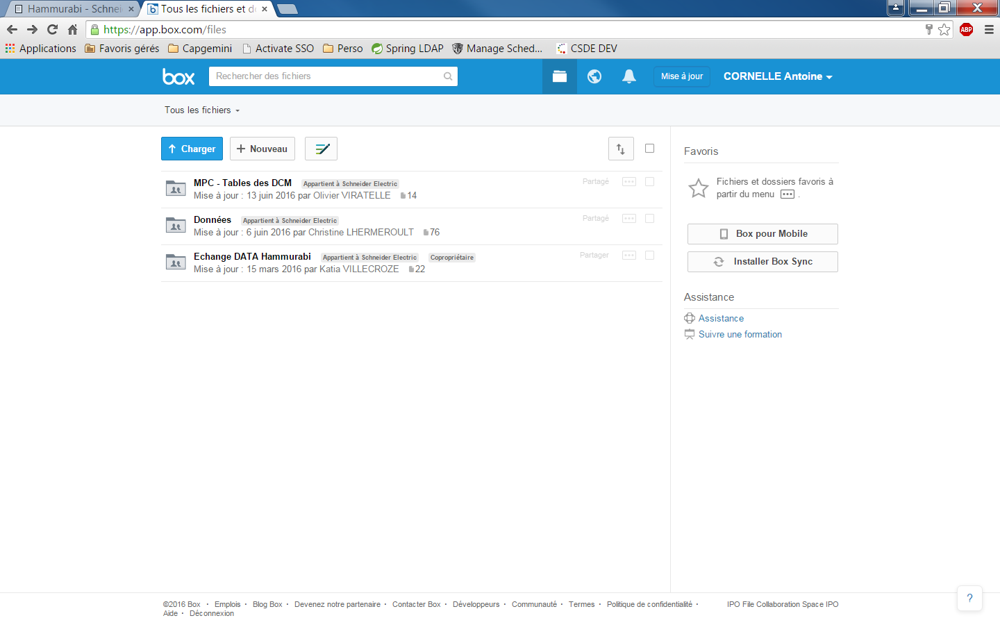 Hammurabi - Schnei
Tous les fichiers et d
https://app.box.com/files
ABP
Applications
Favoris gérés
Capgemini
Activate SSO
Perso
Spring LDAP
Manage Sched...
CSDE DEV
box
Rechercher des fichiers
Mise à jour
CORNELLE Antoine
Tous les fichiers
Charger
Nouveau
MPC - Tables des DCM Appartient à Schneider Electric
Partagé
Mise à jour : 13 juin 2016 par Olivier VIRATELLE 14
Données Appartient à Schneider Electric
Partagé
Mise à jour : 6 juin 2016 par Christine LHERMEROULT 76
Echange DATA Hammurabi Appartient à Schneider Electric Copropriétaire
Partager
Mise à jour : 15 mars 2016 par Katia VILLECROZE 22
Favoris
Fichiers et dossiers favoris à
partir du menu .
Box pour Mobile
Installer Box Sync
Assistance
Assistance
Suivre une formation
©2016 Box · Emplois · Blog Box · Devenez notre partenaire · Contacter Box · Développeurs · Communauté · Termes · Politique de confidentialité ·
Aide · Déconnexion
IPO File Collaboration Space IPO
?